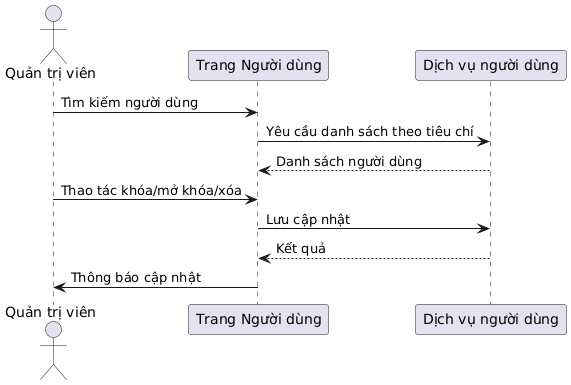 Quản trị viên
Trang Người dùng
Dịch vụ người dùng
Tìm kiếm người dùng
Yêu cầu danh sách theo tiêu chí
Danh sách người dùng
Thao tác khóa/mở khóa/xóa
Lưu cập nhật
Kết quả
Thông báo cập nhật
Quản trị viên
Trang Người dùng
Dịch vụ người dùng